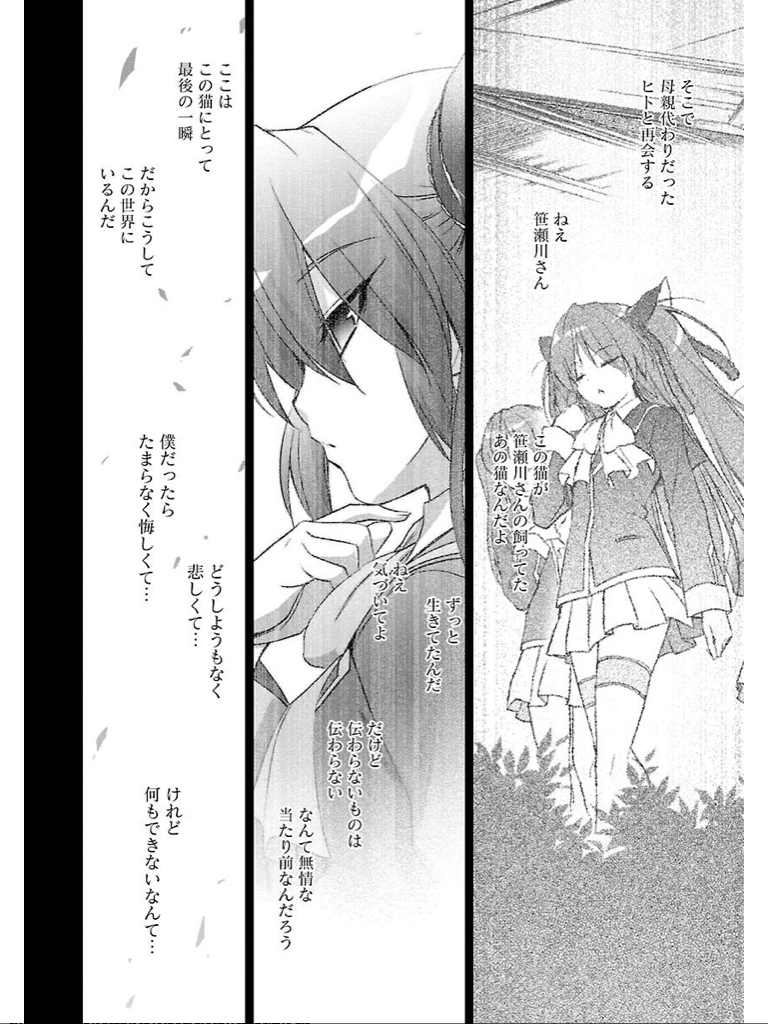 そこで
母親代わりだった
ヒトと再会する
ねえ
笹瀬川さん
この猫が
笹瀬川さんの飼ってた
あの猫なんだよ
ずっと
生きてたんだ
ねえ
気づいてよ
だけど
伝わらないものは
伝わらない
なんて無情な
当たり前なんだろう
ここは
この猫にとって
最後の一瞬
だからこうして
この世界に
いるんだ
僕だったら
たまらなく悔しくて…
どうしようもなく
悲しくて…
けれど
何もできないなんて…